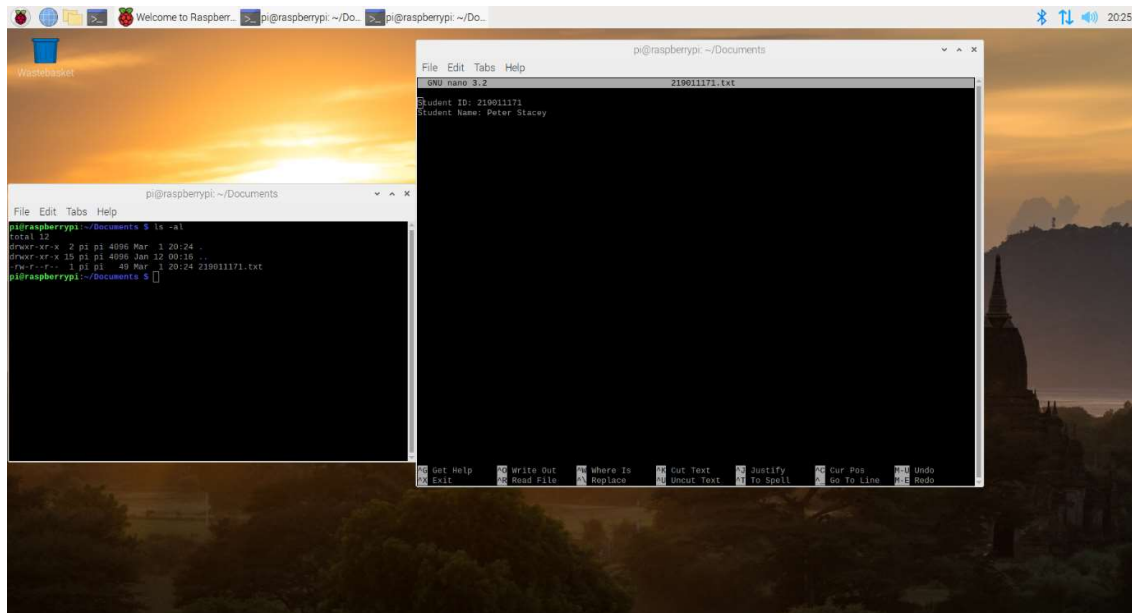 Welcome to Raspberr... pi@raspberrypi: ~/Do... pi@raspberrypi: ~/Do... 20:25
Wastebasket
pi@raspberrypi: ~/Documents
File Edit Tabs Help
pi@raspberrypi:~/Documents $ ls -al
total 12
drwxr-xr-x 2 pi pi 4096 Mar 1 20:24 .
drwxr-xr-x 15 pi pi 4096 Jan 12 00:16 ..
-rw-r--r-- 1 pi pi 49 Mar 1 20:24 219011171.txt
pi@raspberrypi:~/Documents $
pi@raspberrypi: ~/Documents
File Edit Tabs Help
GNU nano 3.2 219011171.txt
Student ID: 219011171
Student Name: Peter Stacey
^G Get Help ^O Write Out ^W Where Is ^K Cut Text ^J Justify ^C Cur Pos M-U Undo
^X Exit ^R Read File ^\ Replace ^U Uncut Text ^T To Spell ^_ Go To Line M-E Redo